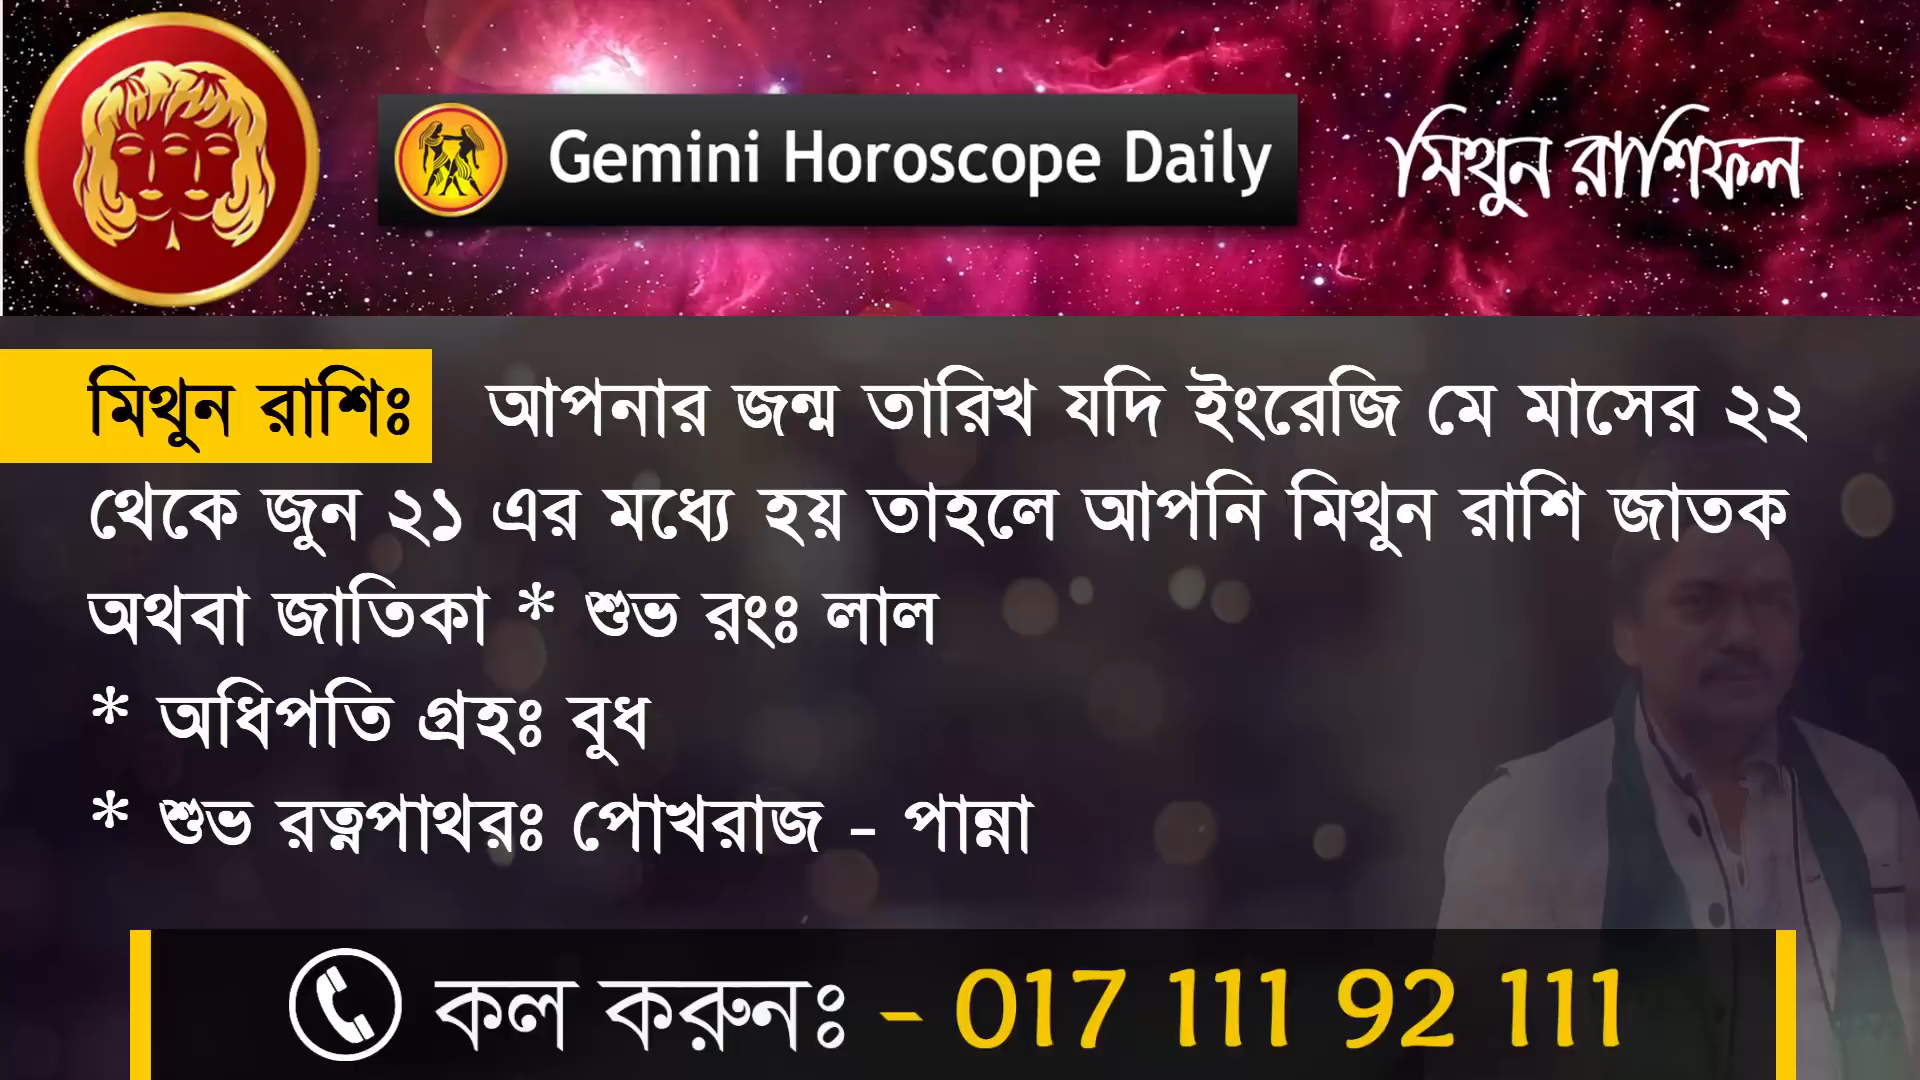 Gemini Horoscope Daily
মিথুন রাশিফল
মিথুন রাশিঃ আপনার জন্ম তারিখ যদি ইংরেজি মে মাসের ২২
থেকে জুন ২১ এর মধ্যে হয় তাহলে আপনি মিথুন রাশি জাতক
অথবা জাতিকা * শুভ রংঃ লাল
* অধিপতি গ্রহঃ বুধ
* শুভ রত্নপাথরঃ পোখরাজ - পান্না
কল করুনঃ - 017 111 92 111